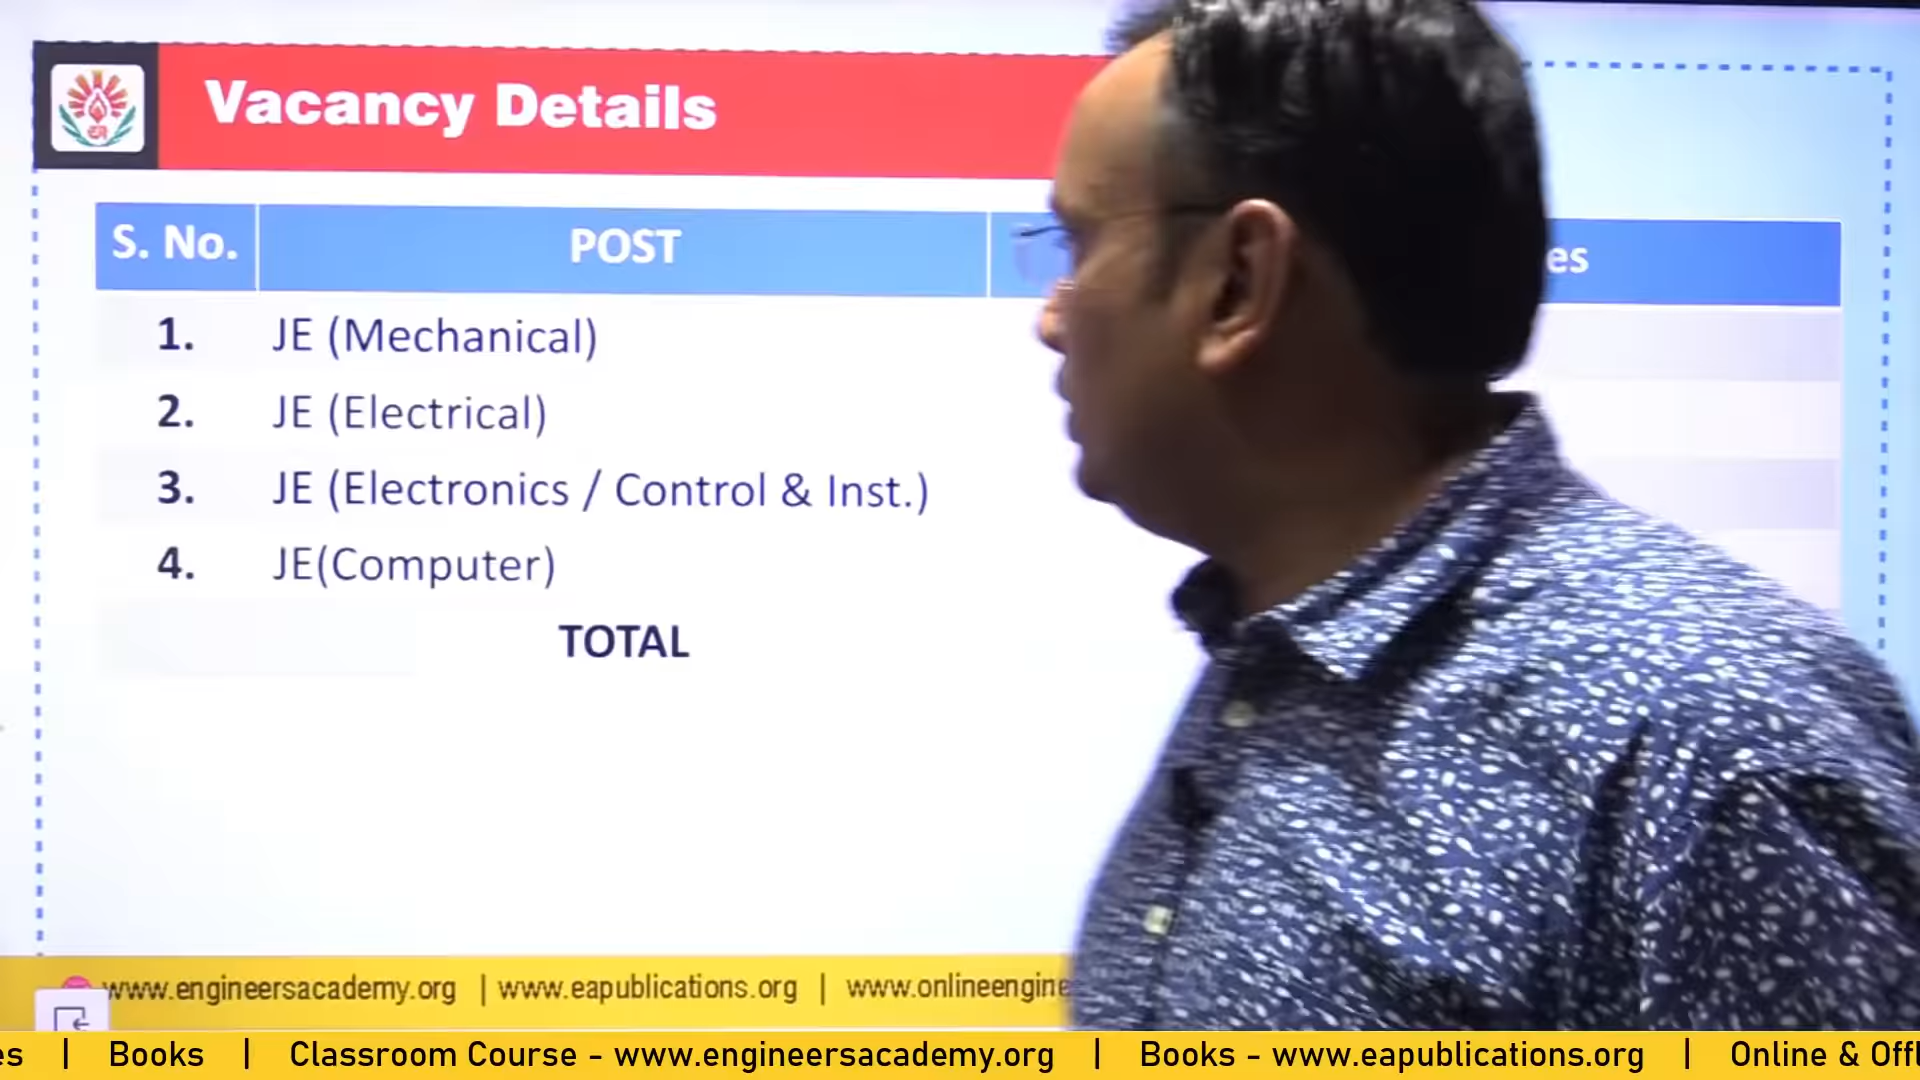 Vacancy Details
S. No. POST es
1. JE (Mechanical)
2. JE (Electrical)
3. JE (Electronics / Control & Inst.)
4. JE(Computer)
TOTAL
www.engineersacademy.org | www.eapublications.org | www.onlineengine
es | Books | Classroom Course - www.engineersacademy.org | Books - www.eapublications.org | Online & Offl